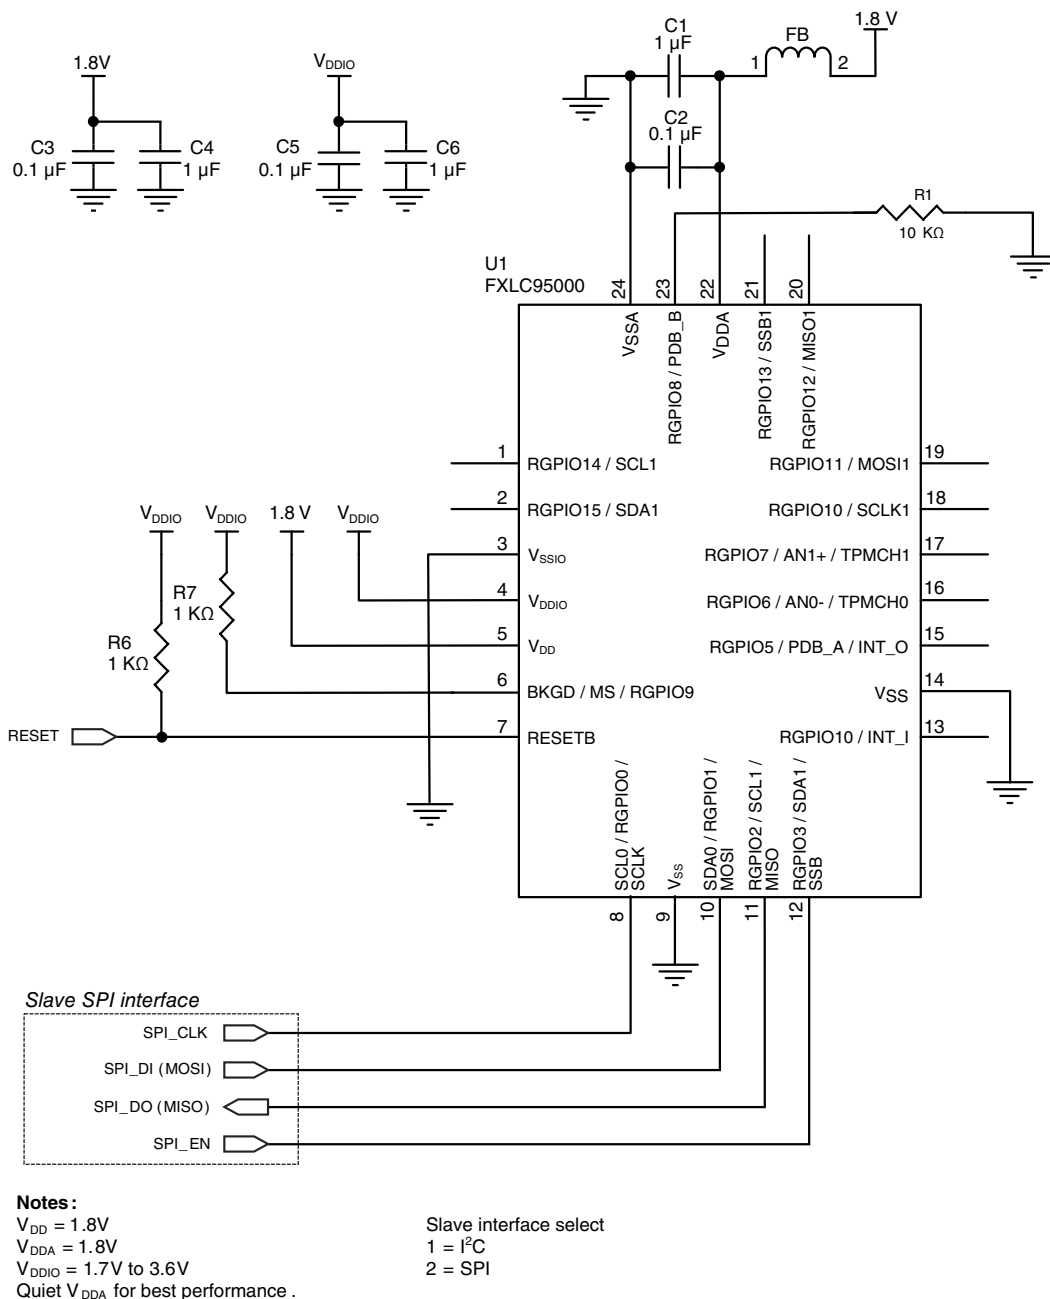 1.8V
C3
0.1 µF
C4
1 µF
VDDIO
C5
0.1 µF
C6
1 µF
C1
1 µF
C2
0.1 µF
1
FB
2
1.8 V
R1
10 KΩ
U1
FXLC95000
24
23
22
21
20
VSSA
RGPIO8 / PDB_B
VDDA
RGPIO13 / SSB1
RGPIO12 / MISO1
1
RGPIO14 / SCL1
2
RGPIO15 / SDA1
3
VSSIO
4
VDDIO
5
VDD
6
BKGD / MS / RGPIO9
7
RESETB
RGPIO11 / MOSI1
19
RGPIO10 / SCLK1
18
RGPIO7 / AN1+ / TPMCH1
17
RGPIO6 / AN0- / TPMCH0
16
RGPIO5 / PDB_A / INT_O
15
VSS
14
RGPIO10 / INT_I
13
VDDIO
VDDIO
1.8 V
VDDIO
R7
1 KΩ
R6
1 KΩ
RESET
SCL0 / RGPIO0 /
SCLK
VSS
SDA0 / RGPIO1 /
MOSI
RGPIO2 / SCL1 /
MISO
RGPIO3 / SDA1 /
SSB
8
9
10
11
12
Slave SPI interface
SPI_CLK
SPI_DI (MOSI)
SPI_DO (MISO)
SPI_EN
Notes:
VDD = 1.8V
VDDA = 1.8V
VDDIO = 1.7V to 3.6V
Quiet VDDA for best performance .
Slave interface select
1 = I²C
2 = SPI